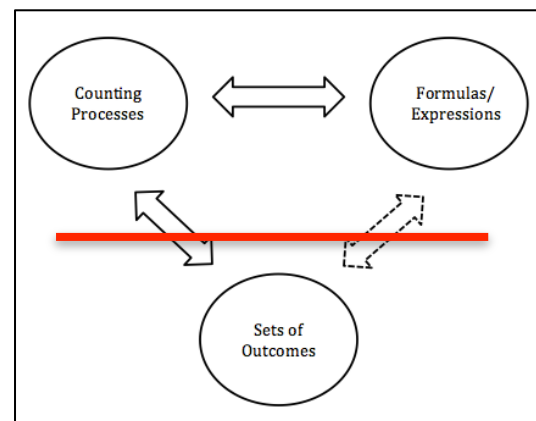 Counting
Processes
Formulas/
Expressions
Sets of
Outcomes